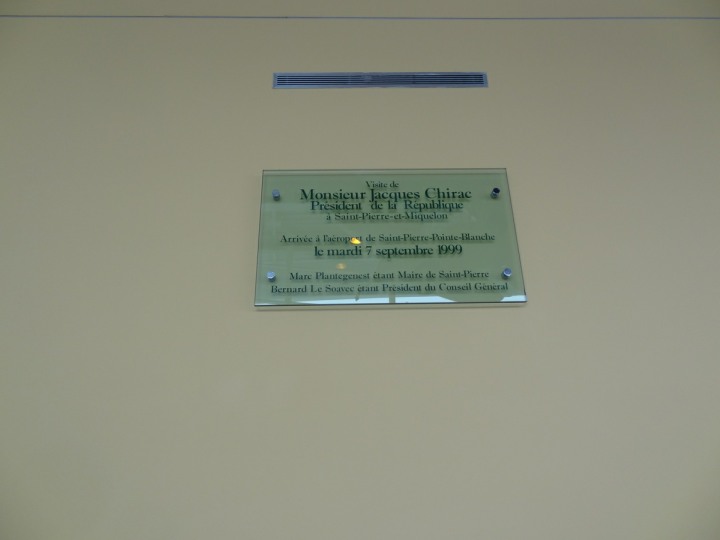 Visite de
Monsieur Jacques Chirac
Président de la République
à Saint-Pierre-et-Miquelon
Arrivée à l'aéroport de Saint-Pierre-Pointe-Blanche
le mardi 7 septembre 1999
Marc Plantegenest étant Maire de Saint-Pierre
Bernard Le Soavec étant Président du Conseil Général